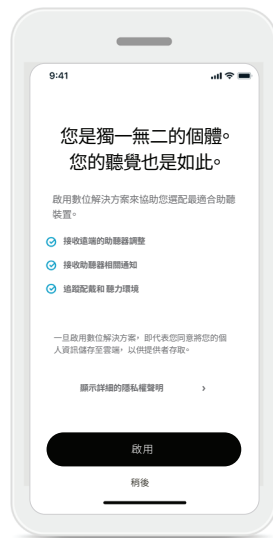 9:41
您是獨一無二的個體。
您的聽覺也是如此。
啟用數位解決方案來協助您選配最適合助聽
裝置。
接收遠端的助聽器調整
接收助聽器相關通知
追蹤配戴和 聽力環境
一旦啟用數位解決方案，即代表您同意將您的個
人資訊儲存至雲端，以供提供者存取。
顯示詳細的隱私權聲明 ›
啟用
稍後